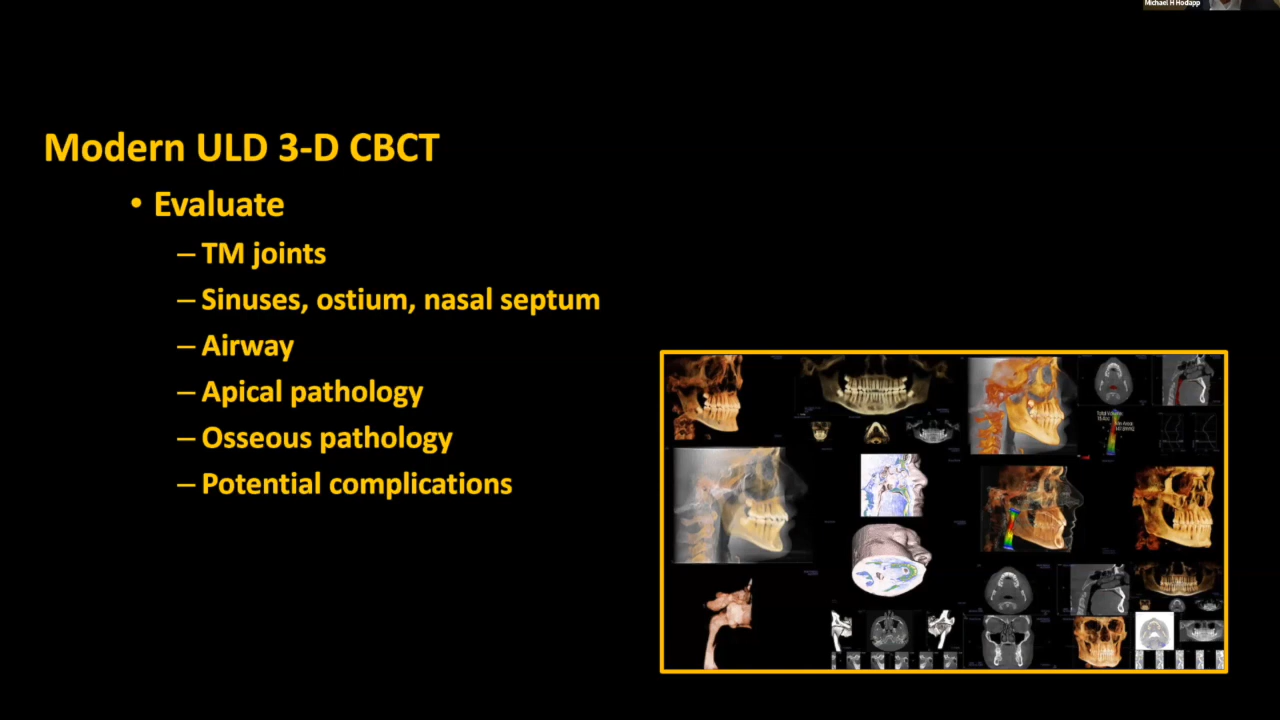 Michael H Hodapp
Modern ULD 3-D CBCT
• Evaluate
– TM joints
– Sinuses, ostium, nasal septum
– Airway
– Apical pathology
– Osseous pathology
– Potential complications